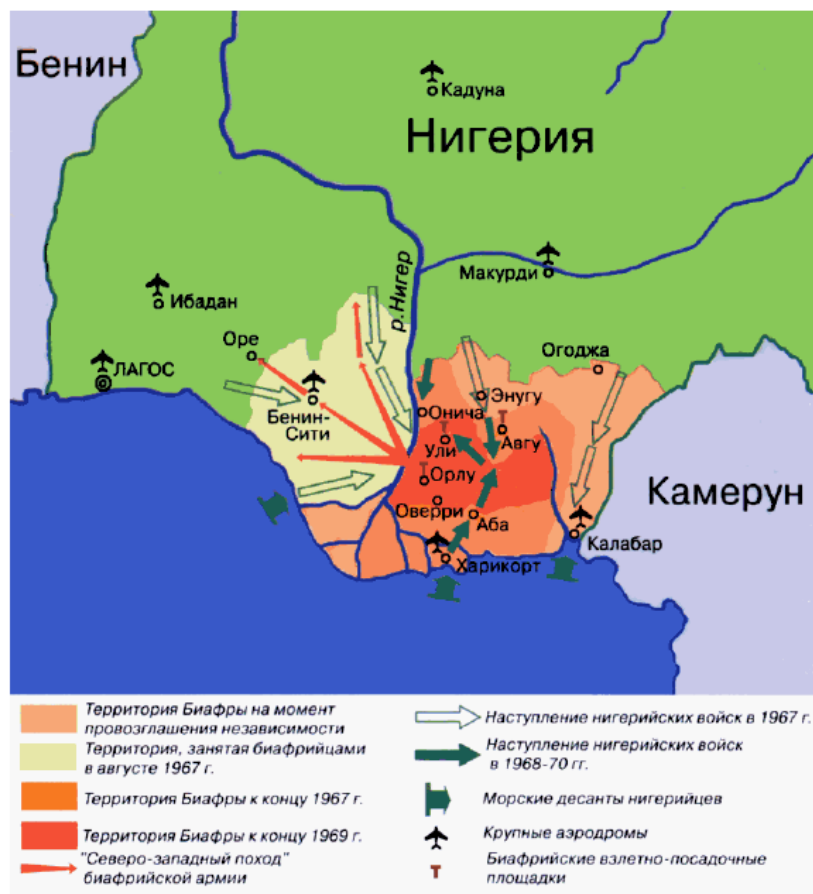 Бенин
Кадуна
Нигерия
р.Нигер
Макурди
Ибадан
Оре
Огоджа
ЛАГОС
Энугу
Бенин-
Сити
Онича
Авгу
Ули
Орлу
Камерун
Оверри
Аба
Калабар
Харикорт
Территория Биафры на момент
провозглашения независимости
Территория, занятая биафрийцами
в августе 1967 г.
Территория Биафры к концу 1967 г.
Территория Биафры к концу 1969 г.
"Северо-западный поход"
биафрийской армии
Наступление нигерийских войск в 1967 г.
Наступление нигерийских войск
в 1968-70 гг.
Морские десанты нигерийцев
Крупные аэродромы
Биафрийские взлетно-посадочные
площадки